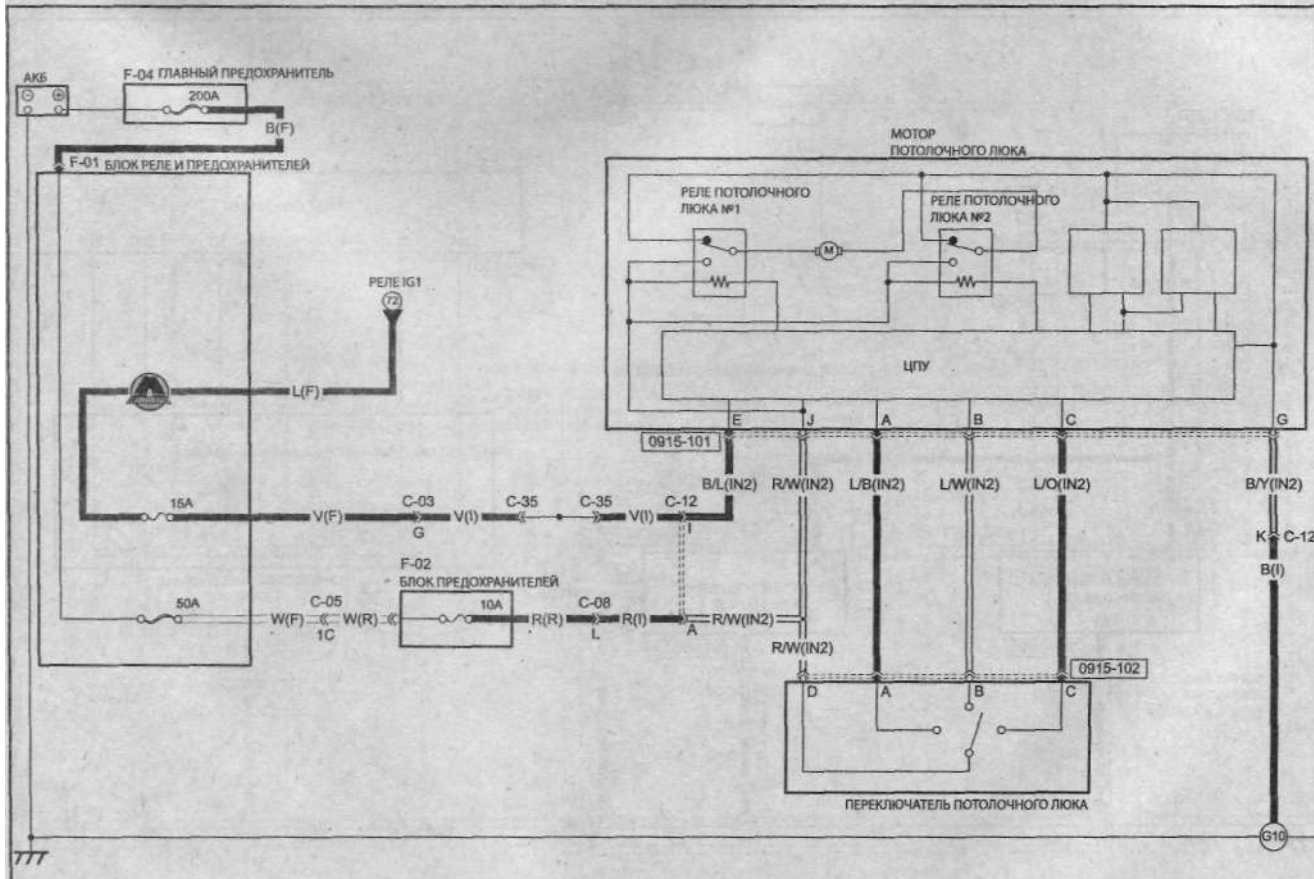 АКБ
F-04 ГЛАВНЫЙ ПРЕДОХРАНИТЕЛЬ
200A
B(F)
F-01 БЛОК РЕЛЕ И ПРЕДОХРАНИТЕЛЕЙ
МОТОР
ПОТОЛОЧНОГО ЛЮКА
РЕЛЕ ПОТОЛОЧНОГО
ЛЮКА №1
РЕЛЕ ПОТОЛОЧНОГО
ЛЮКА №2
M
РЕЛЕ IG1
72
L(F)
ЦПУ
E J A B C G
0915-101
B/L(IN2) R/W(IN2) L/B(IN2) L/W(IN2) L/O(IN2) B/Y(IN2)
15A V(F) C-03 V(I) C-35 C-35 V(I) C-12
G I
K C-12
B(I)
F-02
БЛОК ПРЕДОХРАНИТЕЛЕЙ
50A W(F) C-05 W(R) 10A R(R) C-08 R(I) R/W(IN2)
1C L A
R/W(IN2)
0915-102
D A B C
ПЕРЕКЛЮЧАТЕЛЬ ПОТОЛОЧНОГО ЛЮКА
G10